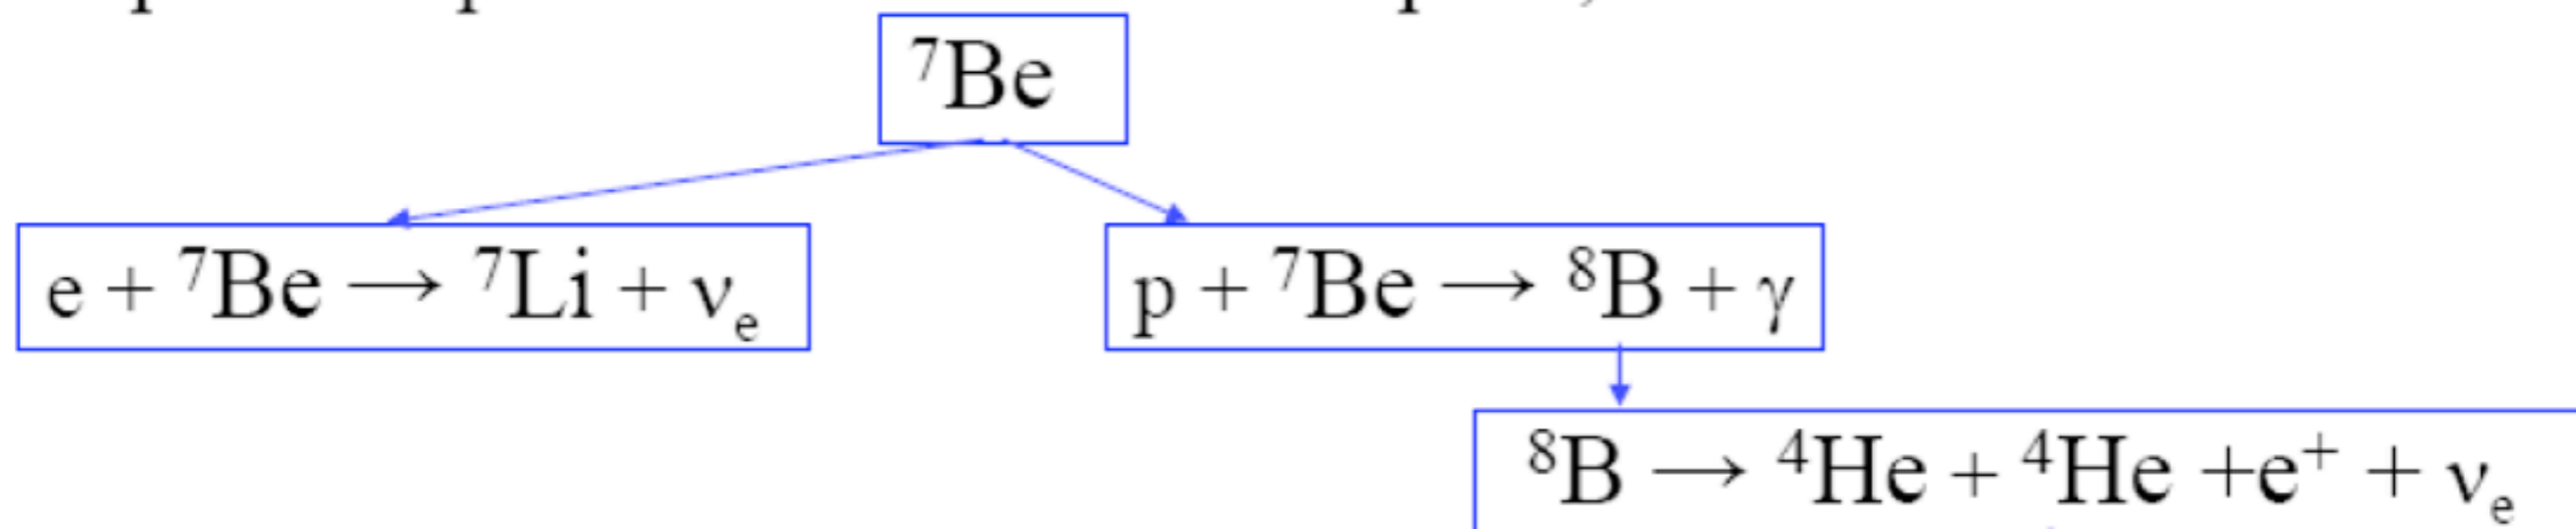 ⁷Be
e + ⁷Be → ⁷Li + νₑ
p + ⁷Be → ⁸B + γ
⁸B → ⁴He + ⁴He +e⁺ + νₑ